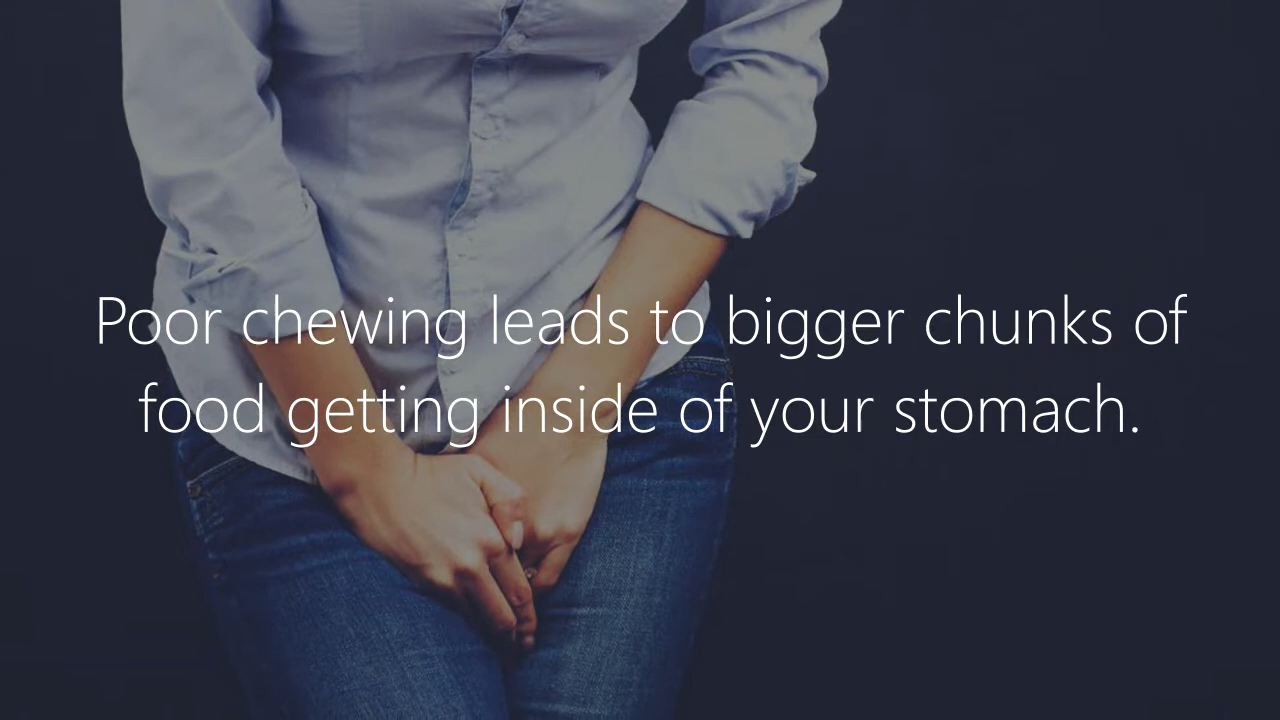 Poor chewing leads to bigger chunks of
food getting inside of your stomach.